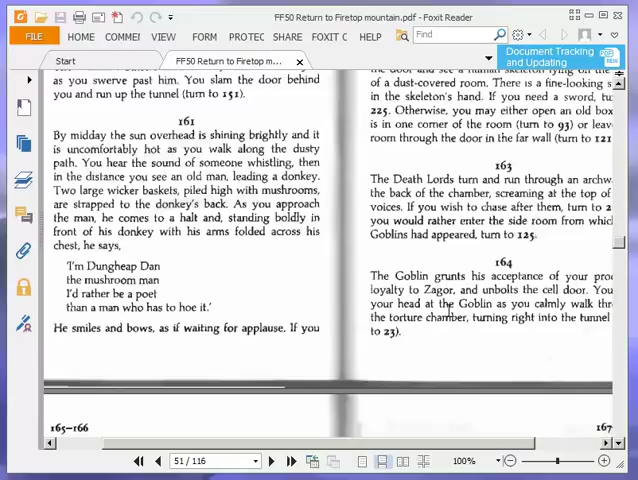 FF50 Return to Firetop mountain.pdf - Foxit Reader
FILE
HOME
COMMEI
VIEW
FORM
PROTEC
SHARE
FOXIT C
HELP
Find
Start
FF50 Return to Firetop m...
Document Tracking
and Updating
as you swerve past him. You slam the door behind
you and run up the tunnel (turn to 151).
161
By midday the sun overhead is shining brightly and it
is uncomfortably hot as you walk along the dusty
path. You hear the sound of someone whistling, then
in the distance you see an old man, leading a donkey.
Two large wicker baskets, piled high with mushrooms,
are strapped to the donkey's back. As you approach
the man, he comes to a halt and, standing boldly in
front of his donkey with his arms folded across his
chest, he says,
'I'm Dungheap Dan
the mushroom man
I'd rather be a poet
than a man who has to hoe it.'
He smiles and bows, as if waiting for applause. If you
the door and see a human skeleton lying on the
of a dust-covered room. There is a fine-looking s
in the skeleton's hand. If you need a sword, tu
225. Otherwise, you may either open an old box
is in one corner of the room (turn to 93) or leav
room through the door in the far wall (turn to 121
163
The Death Lords turn and run through an archw
the back of the chamber, screaming at the top of
voices. If you wish to chase after them, turn to 2
you would rather enter the side room from whic
Goblins had appeared, turn to 125.
164
The Goblin grunts his acceptance of your pro
loyalty to Zagor, and unbolts the cell door. You
your head at the Goblin as you calmly walk thr
the torture chamber, turning right into the tunnel
to 23).
165-166
167
51 / 116
100%